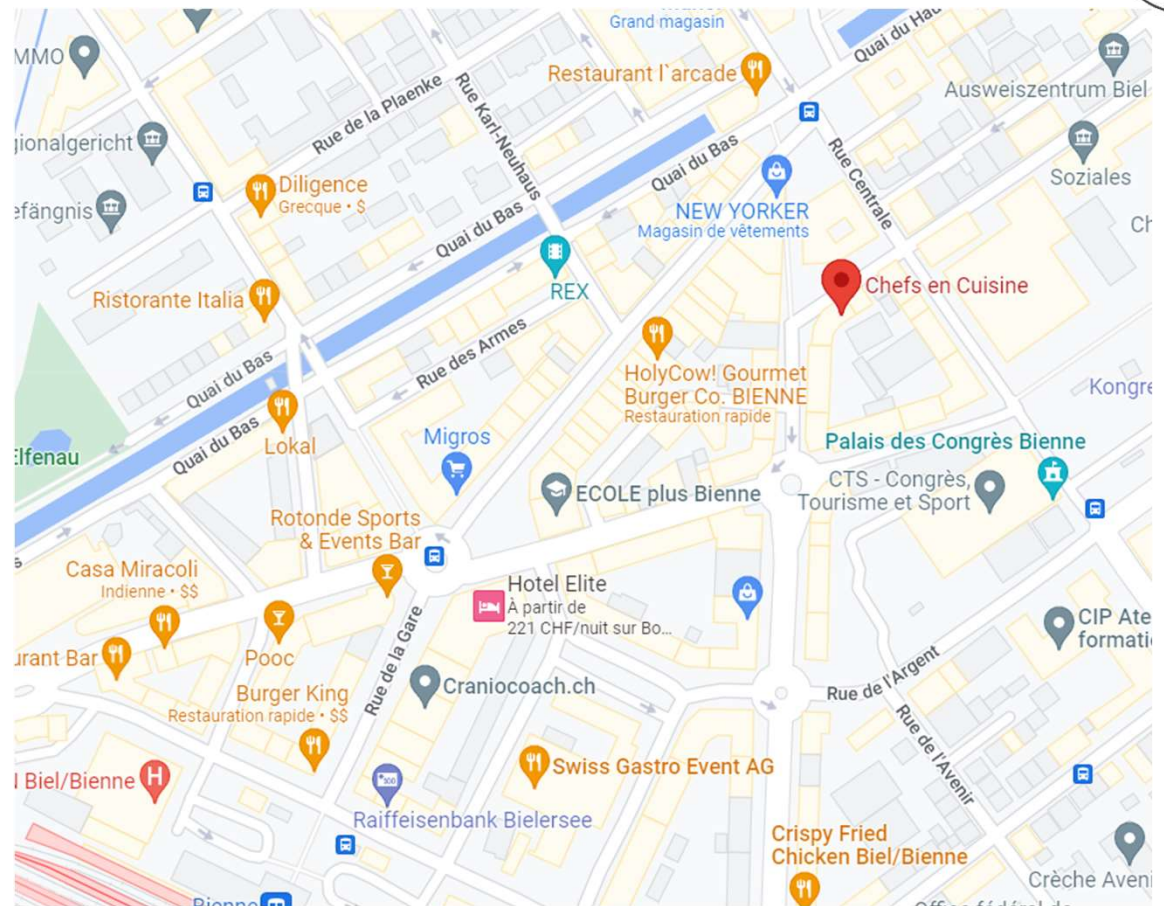 Grand magasin
Quai du Hau
MMO
Restaurant l`arcade
Ausweiszentrum Biel
Rue de la Plaenke
Rue Karl-Neuhaus
gionalgericht
Quai du Bas
Rue Centrale
Soziales
Diligence
Grecque • $
efängnis
NEW YORKER
Magasin de vêtements
Ch
Quai du Bas
REX
Chefs en Cuisine
Ristorante Italia
Rue des Armes
HolyCow! Gourmet
Burger Co. BIENNE
Restauration rapide
Quai du Bas
Kongre
Lokal
Quai du Bas
Migros
Palais des Congrès Bienne
Elfenau
CTS - Congrès,
Tourisme et Sport
ECOLE plus Bienne
Rotonde Sports
& Events Bar
s
Casa Miracoli
Indienne • $$
Hotel Elite
À partir de
221 CHF/nuit sur Bo...
CIP Ate
formati
urant Bar
Pooc
Rue de la Gare
Craniocoach.ch
Rue de l'Argent
Burger King
Restauration rapide • $$
Rue de l'Avenir
Swiss Gastro Event AG
N Biel/Bienne
H
Raiffeisenbank Bielersee
Crispy Fried
Chicken Biel/Bienne
Crèche Aveni
Bienne